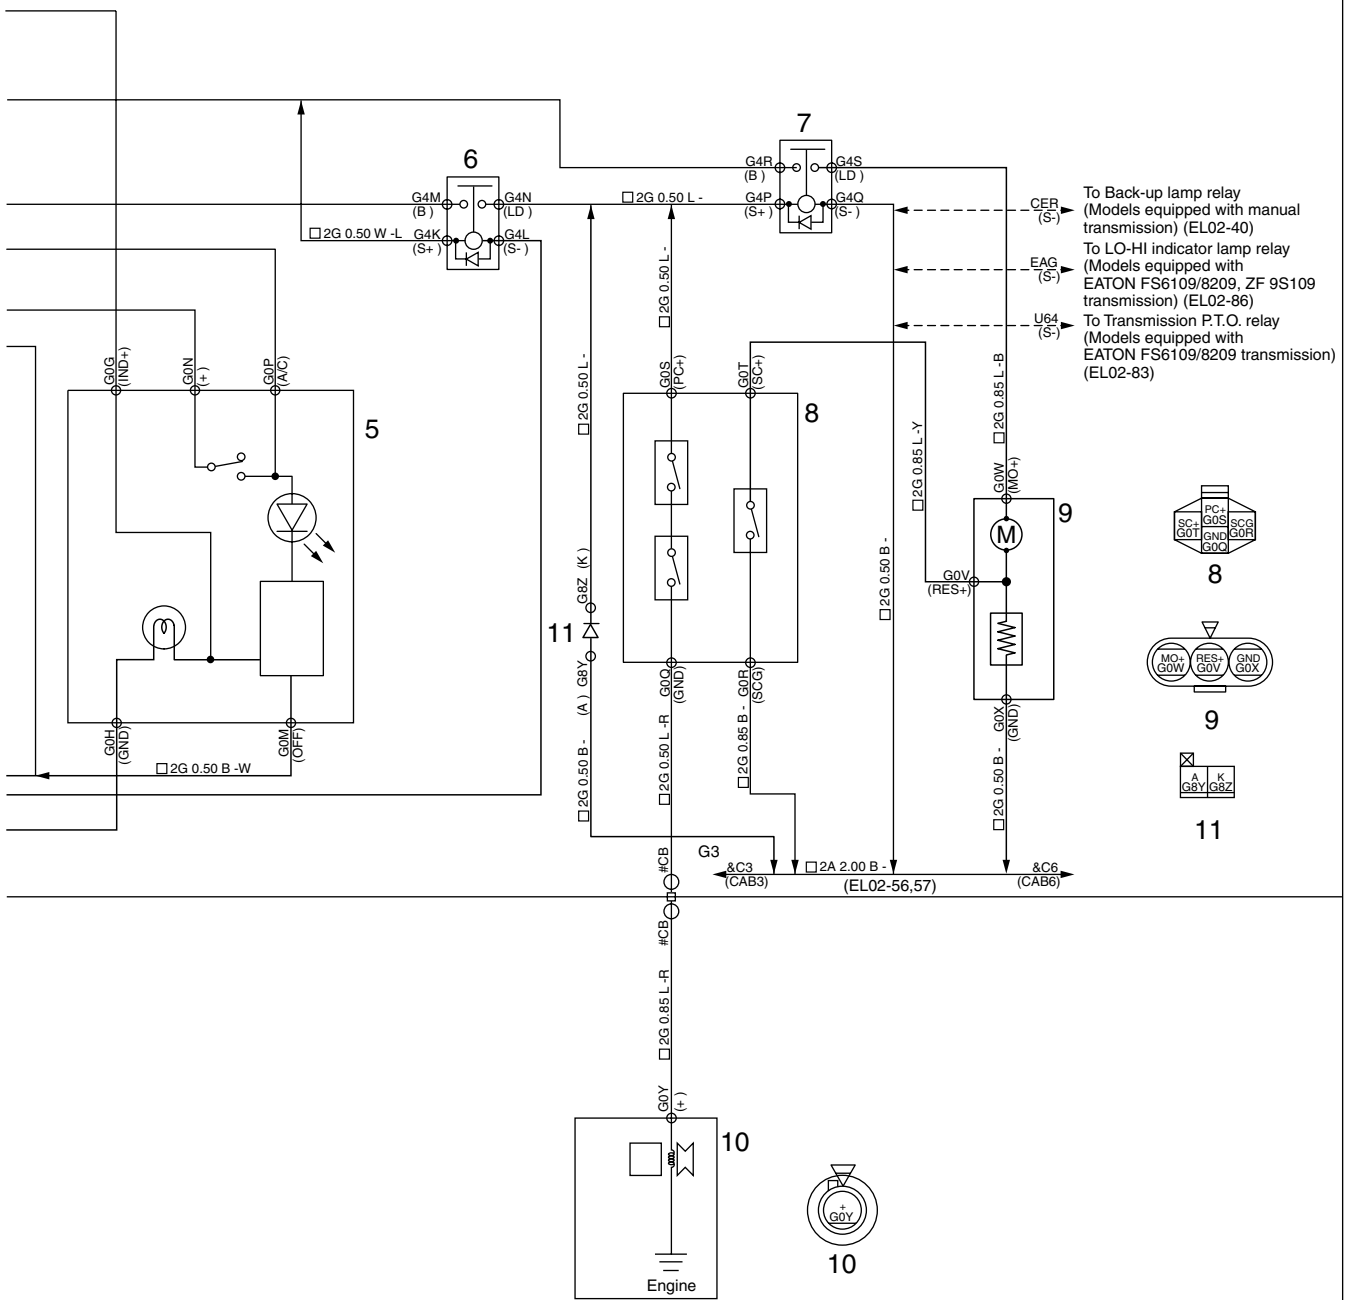 7
6
G4R
(B )
G4S
(LD )
G4M
(B )
G4N
(LD )
□ 2G 0.50 L -
G4P
(S+ )
G4Q
(S- )
□ 2G 0.50 W -L
G4K
(S+ )
G4L
(S- )
CER
(S-)
To Back-up lamp relay
(Models equipped with manual
transmission) (EL02-40)
EAG
(S-)
To LO-HI indicator lamp relay
(Models equipped with
EATON FS6109/8209, ZF 9S109
transmission) (EL02-86)
U64
(S-)
To Transmission P.T.O. relay
(Models equipped with
EATON FS6109/8209 transmission)
(EL02-83)
G0G
(IND+)
G0N
(+ )
G0P
(A/C)
5
□ 2G 0.50 L -
□ 2G 0.50 L -
G0S
(PC+)
G0T
(SC+)
8
□ 2G 0.85 L -Y
□ 2G 0.85 L -B
G0W
(MO+)
9
M
G0V
(RES+)
□ 2G 0.50 B -
G8Z (K )
11
(A ) G8Y
G0Q
(GND)
G0R
(SCG)
G0X
(GND)
G0H
(GND)
G0M
(OFF)
□ 2G 0.50 B -W
□ 2G 0.50 B -
□ 2G 0.50 L -R
□ 2G 0.85 B -
□ 2G 0.50 B -
PC+
G0S
SC+
G0T
SCG
G0R
GND
G0Q
8
MO+
G0W
RES+
G0V
GND
G0X
9
A
G8Y
K
G8Z
11
G3
#CB
&C3
(CAB3)
□ 2A 2.00 B -
(EL02-56,57)
&C6
(CAB6)
#CB
□ 2G 0.85 L -R
G0Y
(+ )
10
Engine
+
G0Y
10